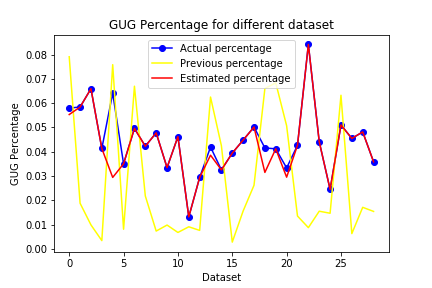 GUG Percentage for different dataset
Actual percentage
Previous percentage
Estimated percentage
GUG Percentage
0.08
0.07
0.06
0.05
0.04
0.03
0.02
0.01
0.00
0 5 10 15 20 25
Dataset